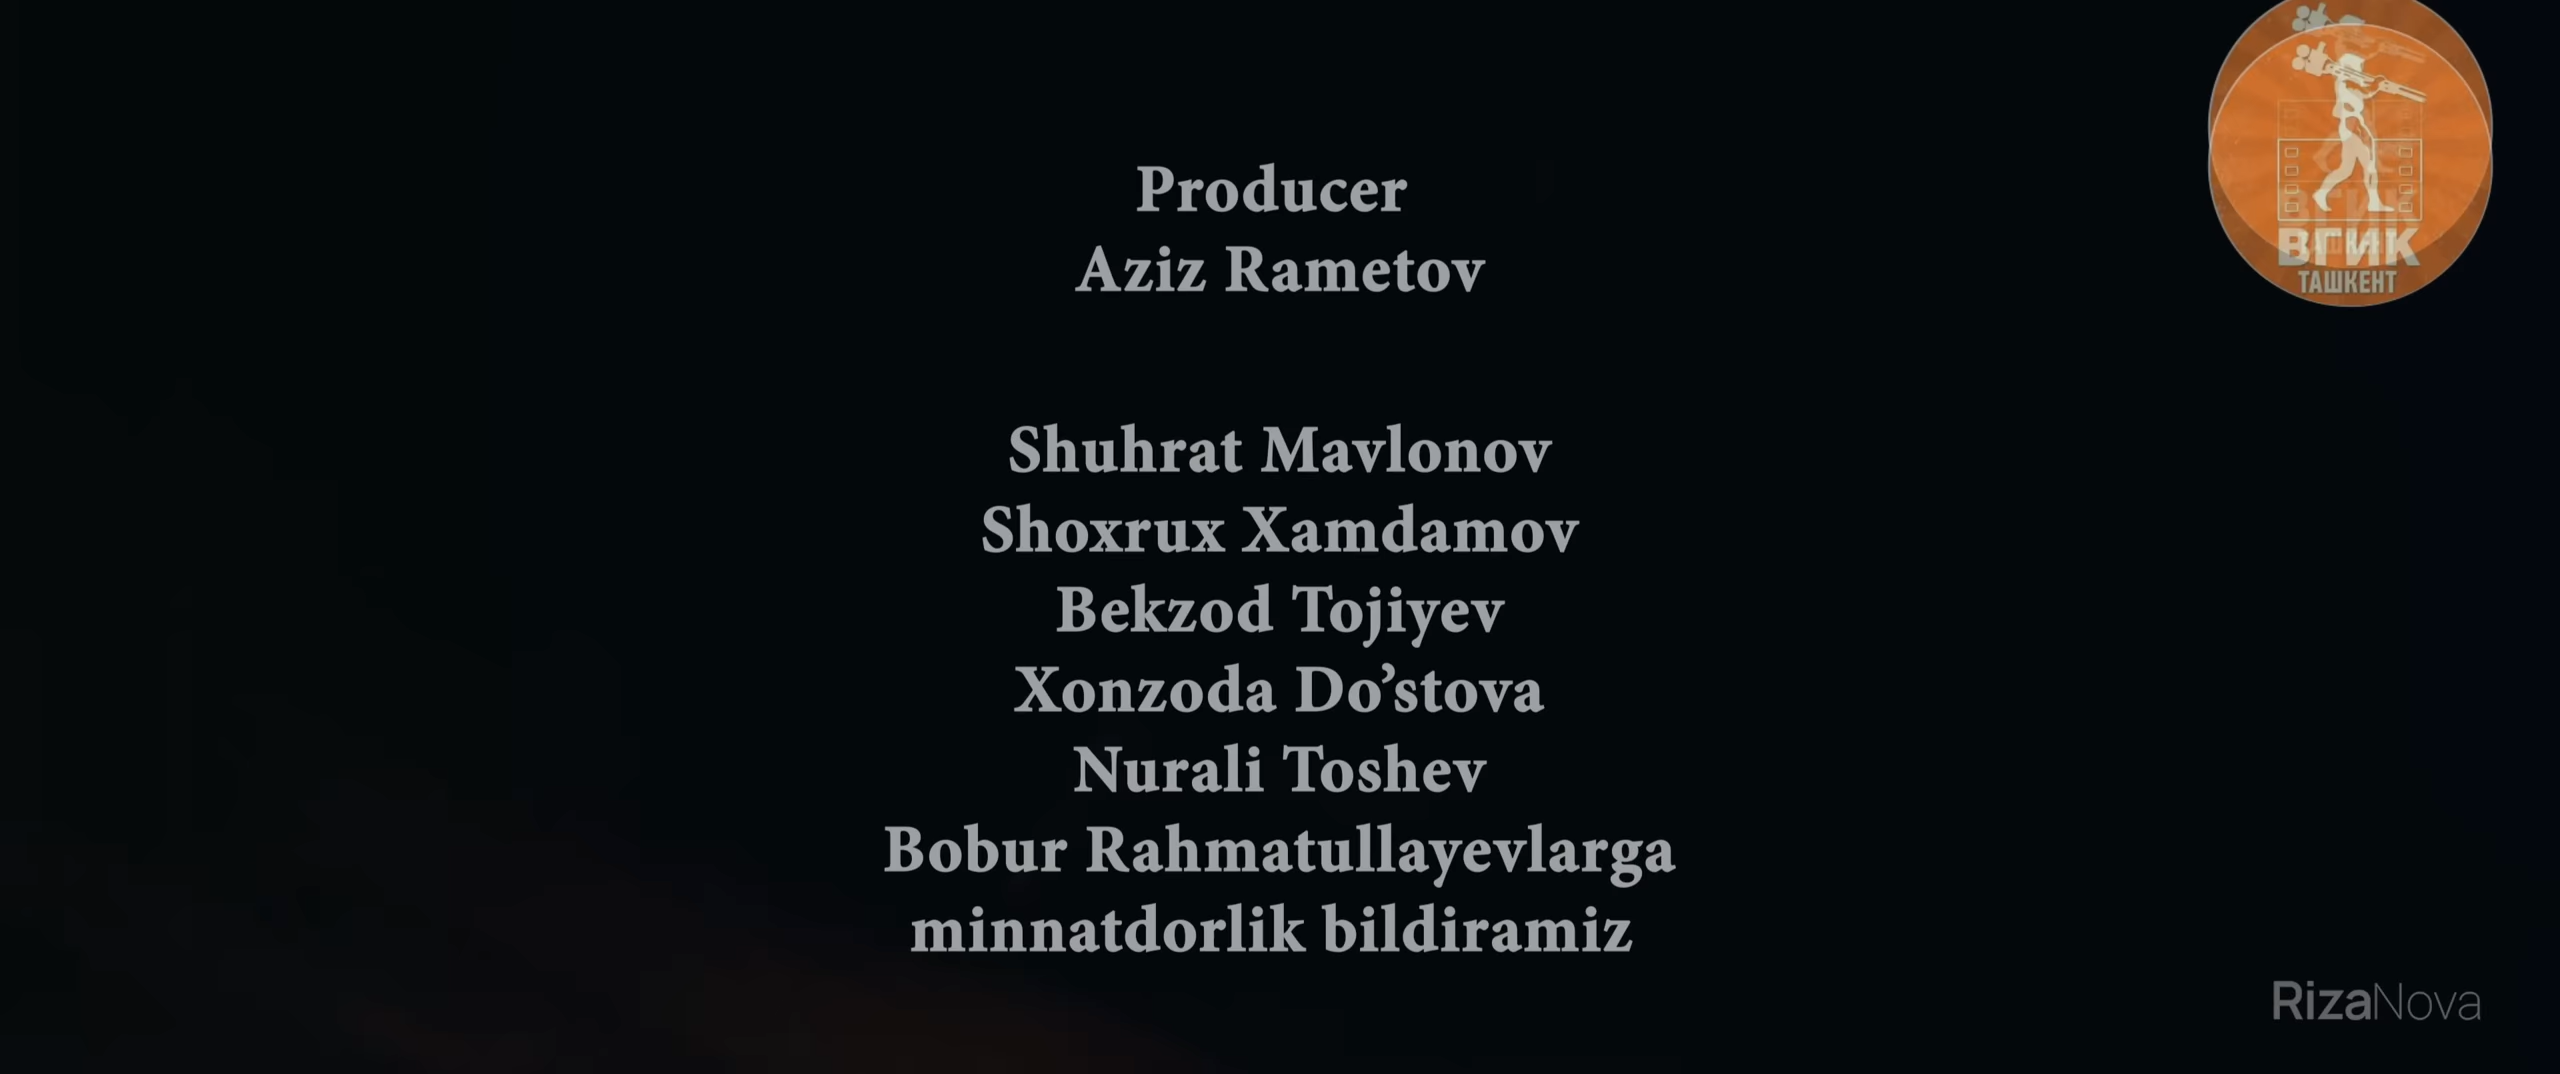 Producer
Aziz Rametov
Shuhrat Mavlonov
Shoxrux Xamdamov
Bekzod Tojiyev
Xonzoda Do’stova
Nurali Toshev
Bobur Rahmatullayevlarga
minnatdorlik bildiramiz
ВГИК
ТАШКЕНТ
RizaNova